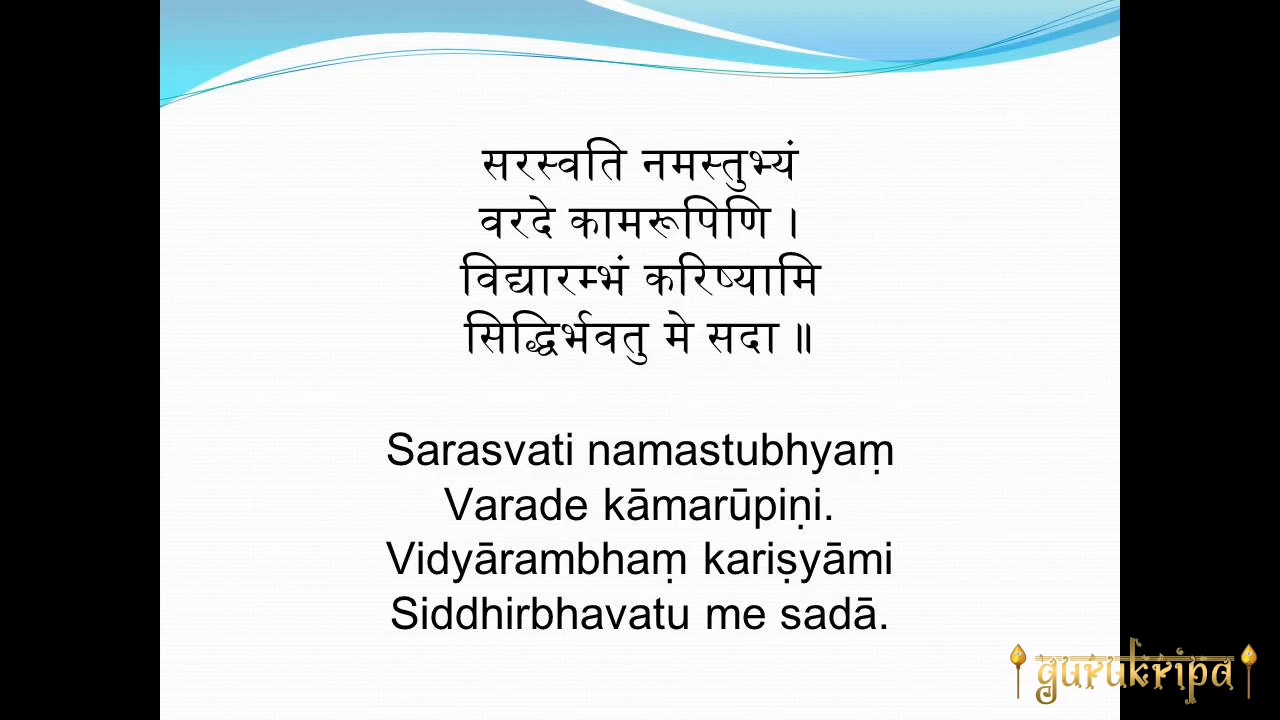 सरस्वति नमस्तुभ्यं
वरदे कामरूपिणि ।
विद्यारम्भं करिष्यामि
सिद्धिर्भवतु मे सदा ॥
Sarasvati namastubhyaṃ
Varade kāmarūpiṇi.
Vidyārambhaṃ kariṣyāmi
Siddhirbhavatu me sadā.
gurukripa